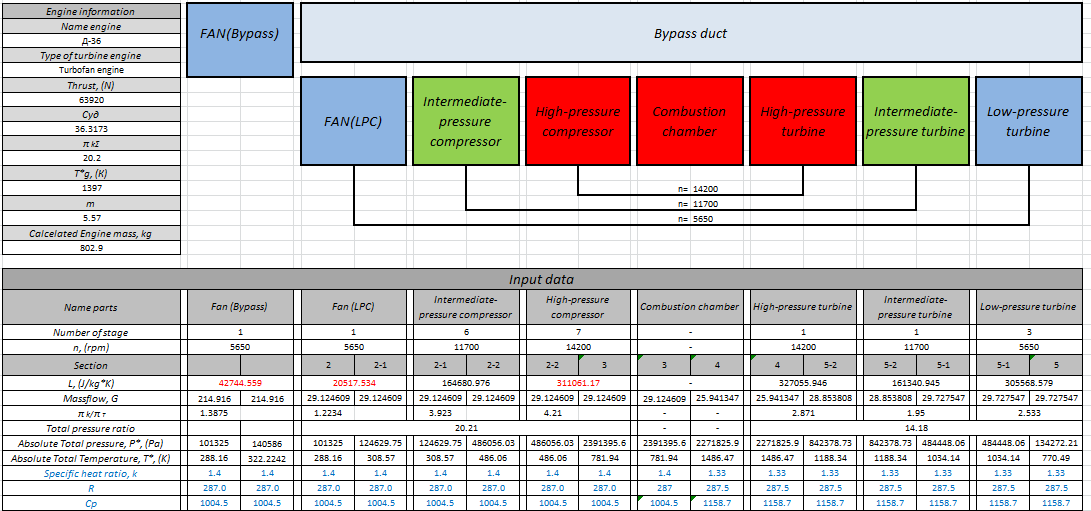 Engine information
Name engine
Д-36
Type of turbine engine
Turbofan engine
Thrust, (N)
63920
Суд
36.3173
π kΣ
20.2
T*g, (K)
1397
m
5.57
Calcelated Engine mass, kg
802.9
FAN(Bypass)
Bypass duct
FAN(LPC)
Intermediate-
pressure
compressor
High-pressure
compressor
Combustion
chamber
High-pressure
turbine
Intermediate-
pressure turbine
Low-pressure
turbine
n= 14200
n= 11700
n= 5650
Input data
Name parts Fan (Bypass) Fan (LPC) Intermediate-pressure compressor High-pressure compressor Combustion chamber High-pressure turbine Intermediate-pressure turbine Low-pressure turbine
Number of stage 1 1 6 7 - 1 1 3
n, (rpm) 5650 5650 11700 14200 - 14200 11700 5650
Section 2 2-1 2-1 2-2 2-2 3 3 4 4 5-2 5-2 5-1 5-1 5
L, (J/kg*K) 42744.559 20517.534 164680.976 311061.17 - 327055.946 161340.945 305568.579
Massflow, G 214.916 214.916 29.124609 29.124609 29.124609 29.124609 29.124609 29.124609 29.124609 25.941347 25.941347 28.853808 28.853808 29.727547 29.727547 29.727547
π k/π т 1.3875 1.2234 3.923 4.21 - - 2.871 1.95 2.533
Total pressure ratio 20.21 - - 14.18
Absolute Total pressure, P*, (Pa) 101325 140586 101325 124629.75 124629.75 486056.03 486056.03 2391395.6 2391395.6 2271825.9 2271825.9 842378.73 842378.73 484448.06 484448.06 134272.21
Absolute Total Temperature, T*, (K) 288.16 322.2242 288.16 308.57 308.57 486.06 486.06 781.94 781.94 1486.47 1486.47 1188.34 1188.34 1034.14 1034.14 770.49
Specific heat ratio, k 1.4 1.4 1.4 1.4 1.4 1.4 1.4 1.4 1.4 1.33 1.33 1.33 1.33 1.33 1.33 1.33
R 287.0 287.0 287.0 287.0 287.0 287.0 287.0 287.0 287 287.5 287.5 287.5 287.5 287.5 287.5 287.5
Cp 1004.5 1004.5 1004.5 1004.5 1004.5 1004.5 1004.5 1004.5 1004.5 1158.7 1158.7 1158.7 1158.7 1158.7 1158.7 1158.7